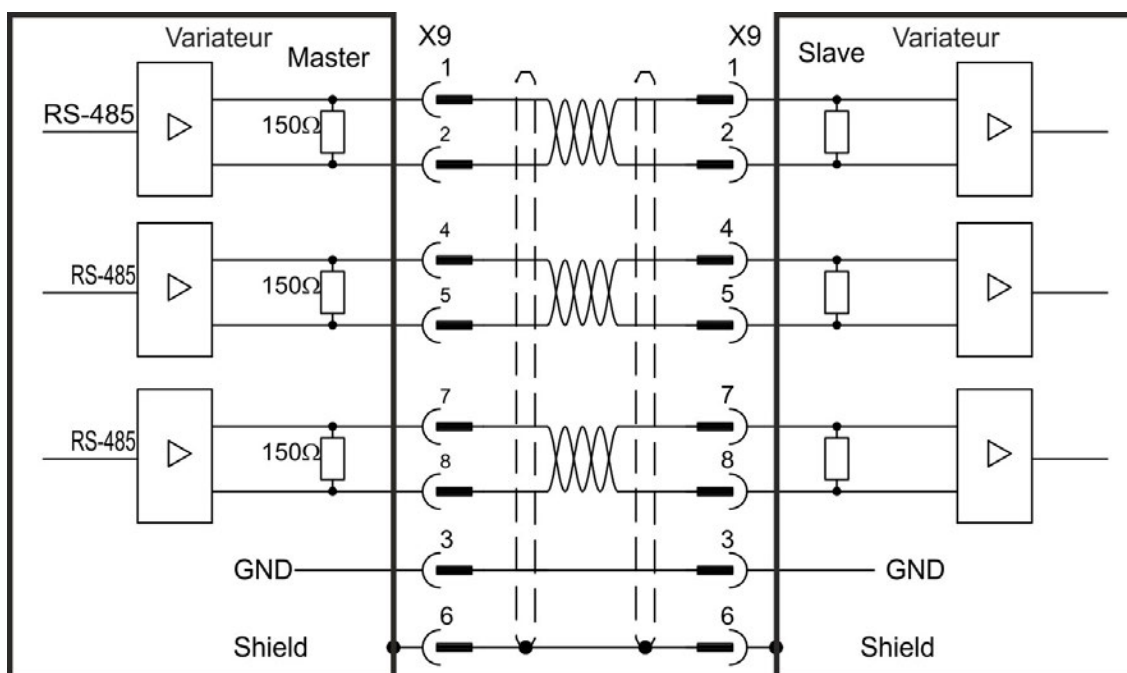 Variateur
Master
X9
X9
Slave
Variateur
1
1
RS-485
150Ω
2
2
4
4
RS-485
150Ω
5
5
7
7
RS-485
150Ω
8
8
3
3
GND
GND
6
6
Shield
Shield